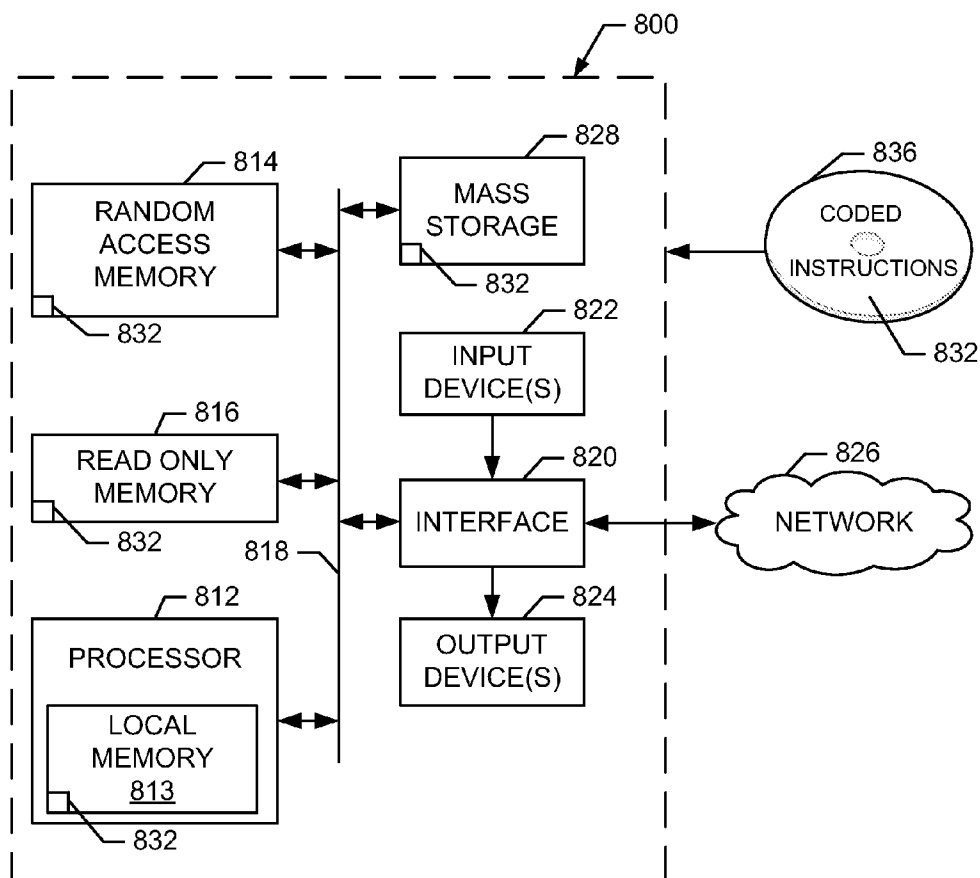 800
814
RANDOM
ACCESS
MEMORY
832
828
MASS
STORAGE
832
836
CODED
INSTRUCTIONS
832
822
INPUT
DEVICE(S)
816
READ ONLY
MEMORY
832
820
INTERFACE
826
NETWORK
818
812
PROCESSOR
LOCAL
MEMORY
813
832
824
OUTPUT
DEVICE(S)